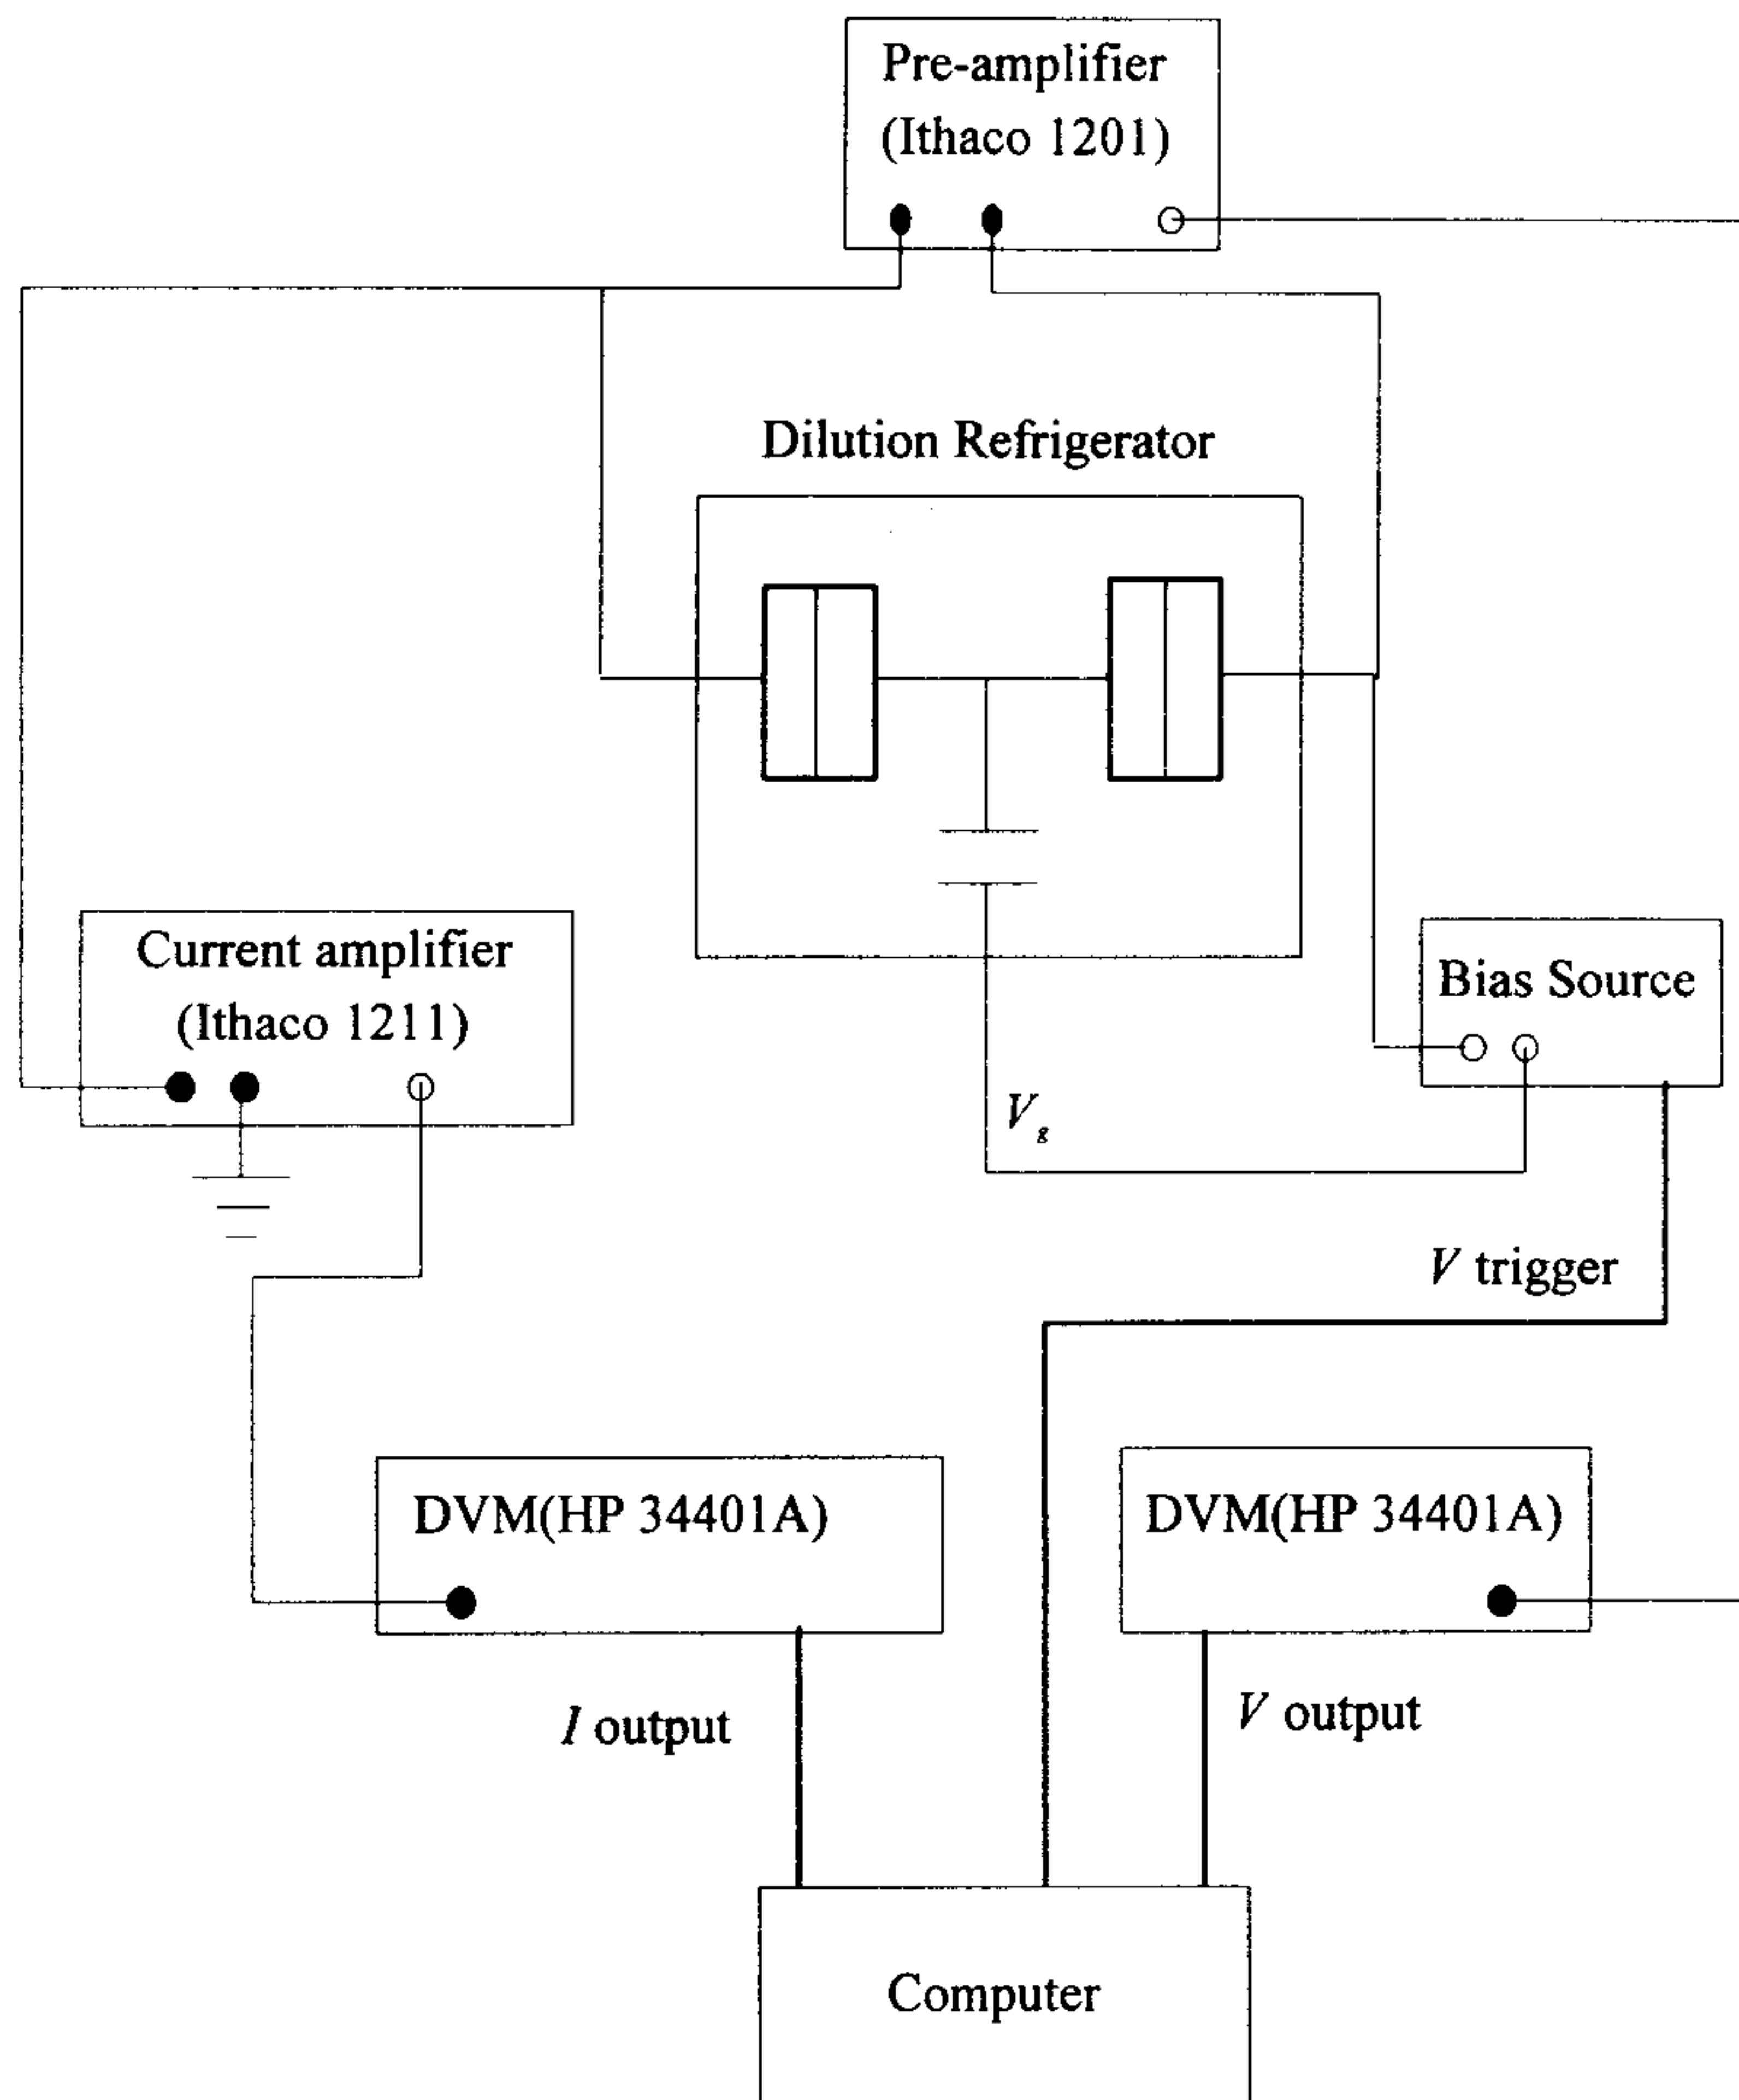 Pre-amplifier
(Ithaco 1201)
Dilution Refrigerator
Current amplifier
(Ithaco 1211)
Bias Source
V_g
V trigger
DVM(HP 34401A)
DVM(HP 34401A)
I output
V output
Computer